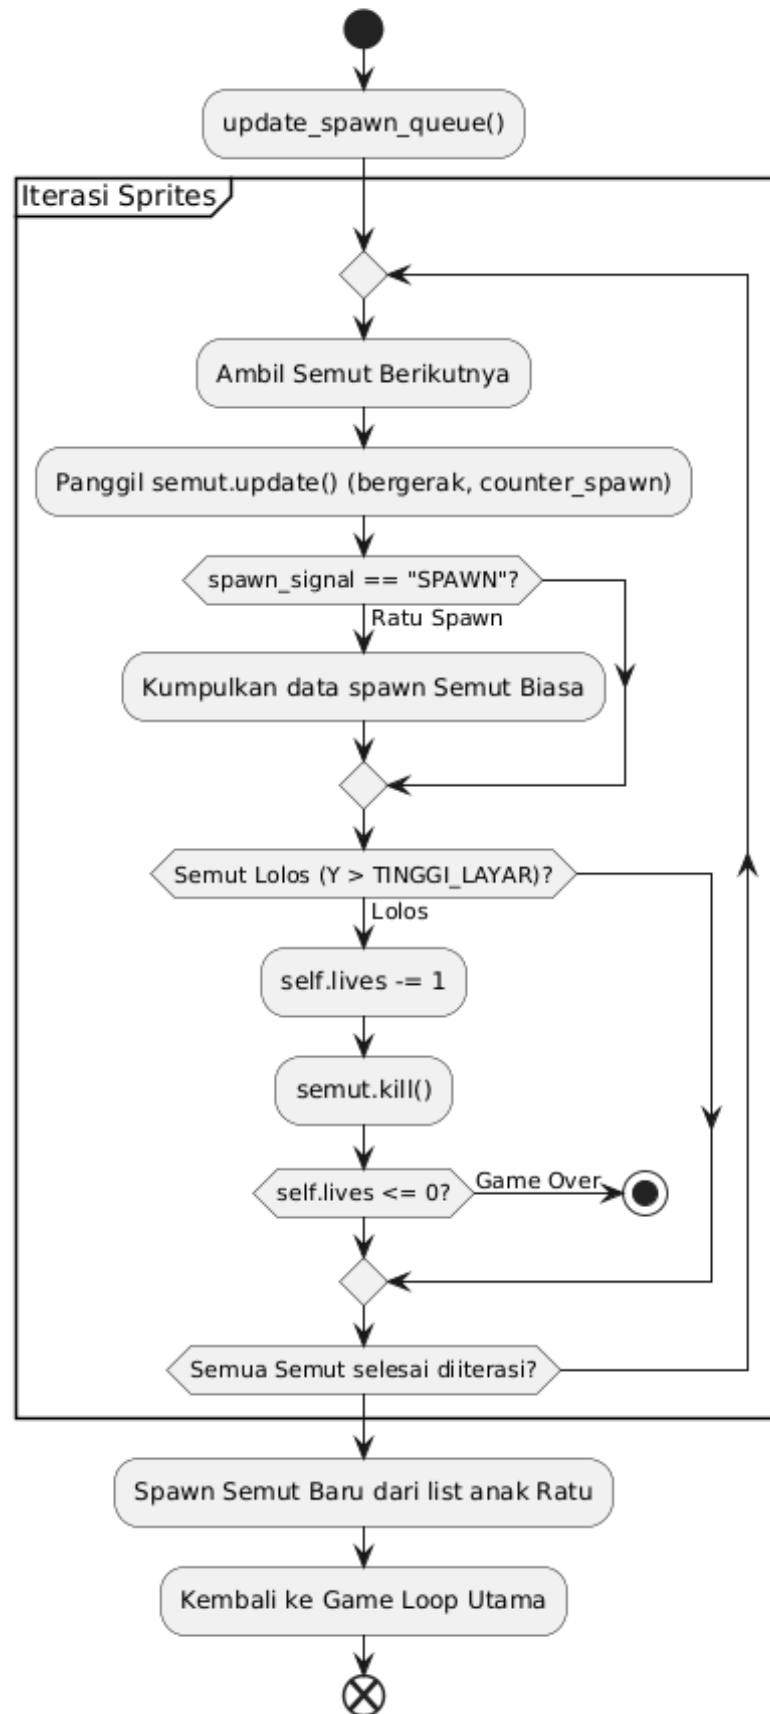 update_spawn_queue()
Iterasi Sprites
Ambil Semut Berikutnya
Panggil semut.update() (bergerak, counter_spawn)
spawn_signal == "SPAWN"?
Ratu Spawn
Kumpulkan data spawn Semut Biasa
Semut Lolos (Y > TINGGI_LAYAR)?
Lolos
self.lives -= 1
semut.kill()
self.lives <= 0?
Game Over
Semua Semut selesai diiterasi?
Spawn Semut Baru dari list anak Ratu
Kembali ke Game Loop Utama